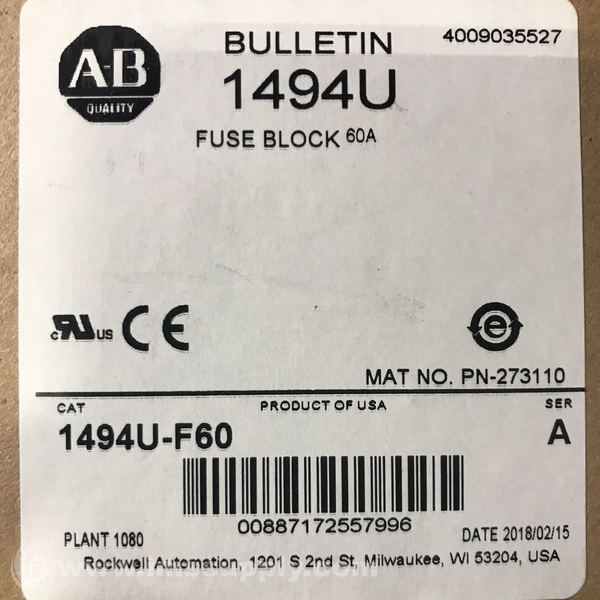 A-B
QUALITY
BULLETIN
4009035527
1494U
FUSE BLOCK 60A
c RU US CE
e
MAT NO. PN-273110
CAT
PRODUCT OF USA
SER
1494U-F60
A
00887172557996
PLANT 1080
DATE 2018/02/15
Rockwell Automation, 1201 S 2nd St, Milwaukee, WI 53204, USA